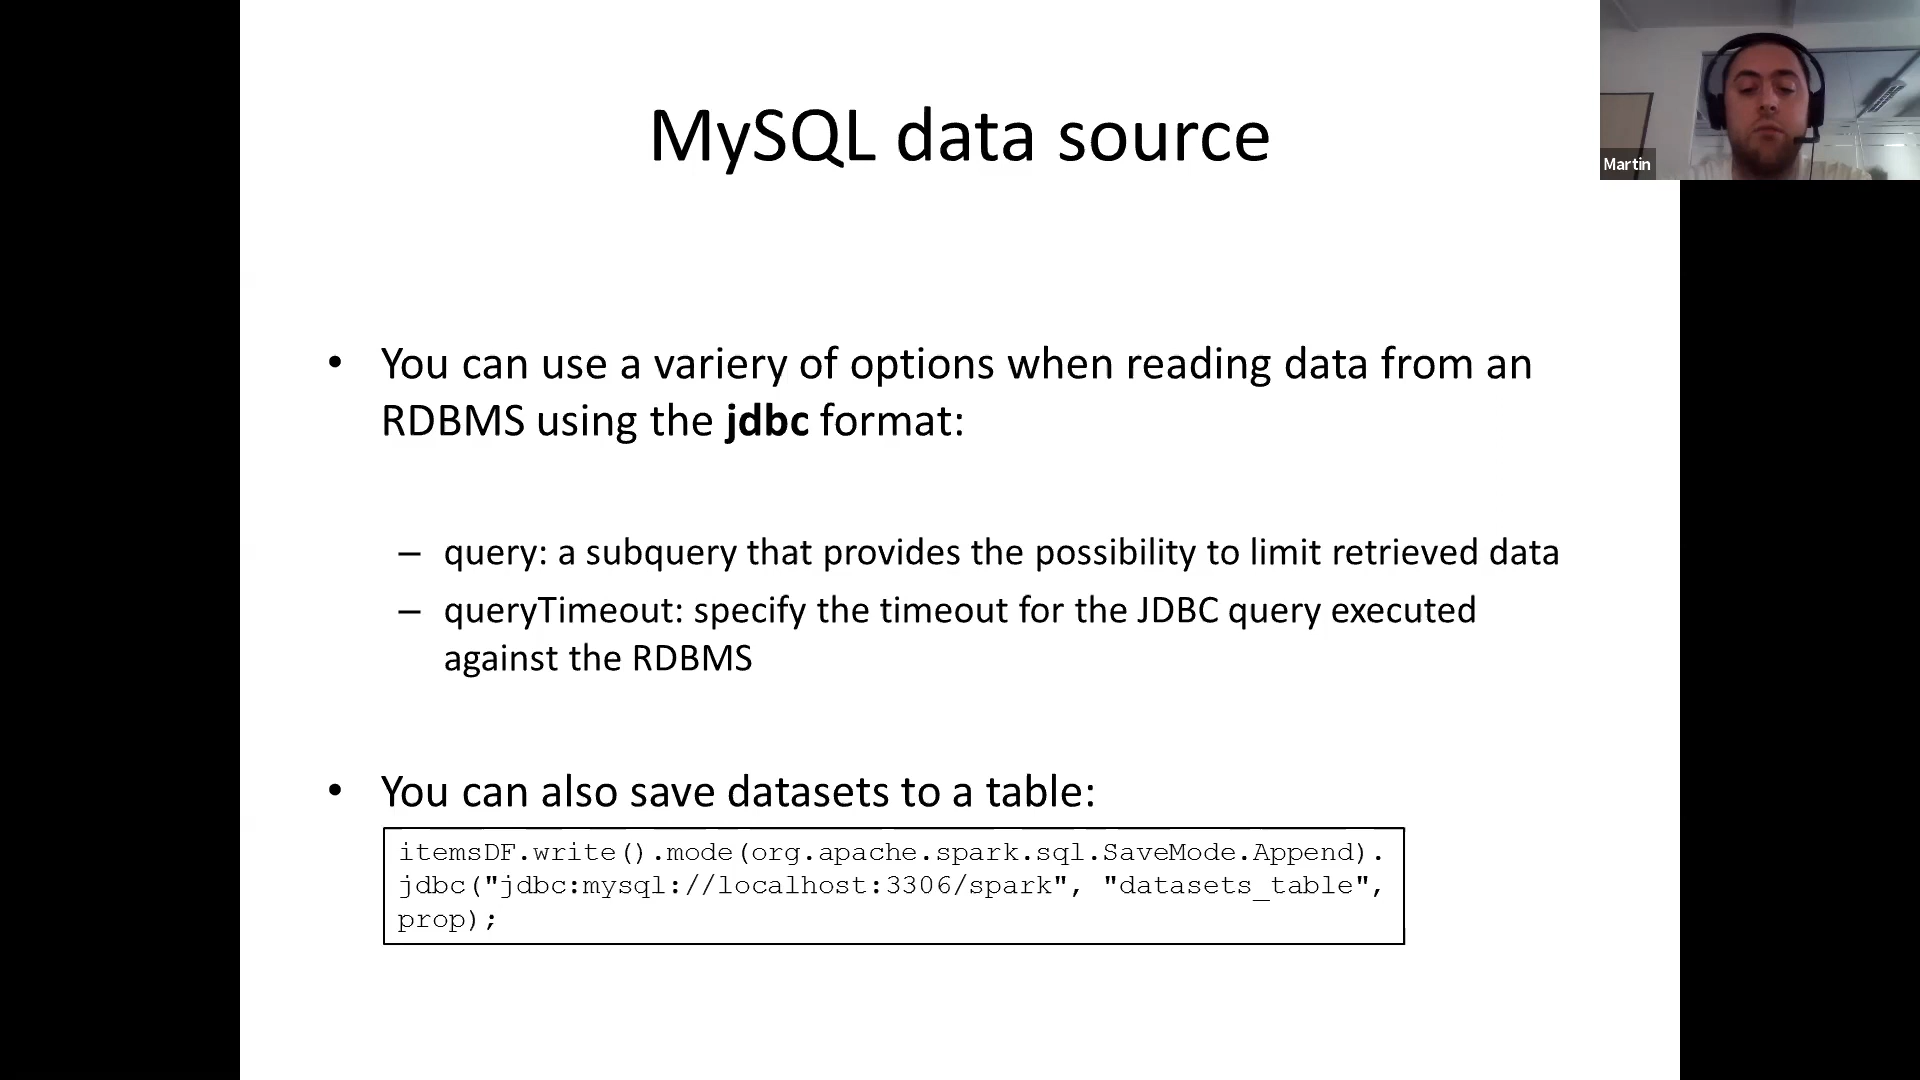 MySQL data source
Martin
• You can use a variery of options when reading data from an
RDBMS using the jdbc format:
– query: a subquery that provides the possibility to limit retrieved data
– queryTimeout: specify the timeout for the JDBC query executed
against the RDBMS
• You can also save datasets to a table:
itemsDF.write().mode(org.apache.spark.sql.SaveMode.Append).
jdbc("jdbc:mysql://localhost:3306/spark", "datasets_table",
prop);